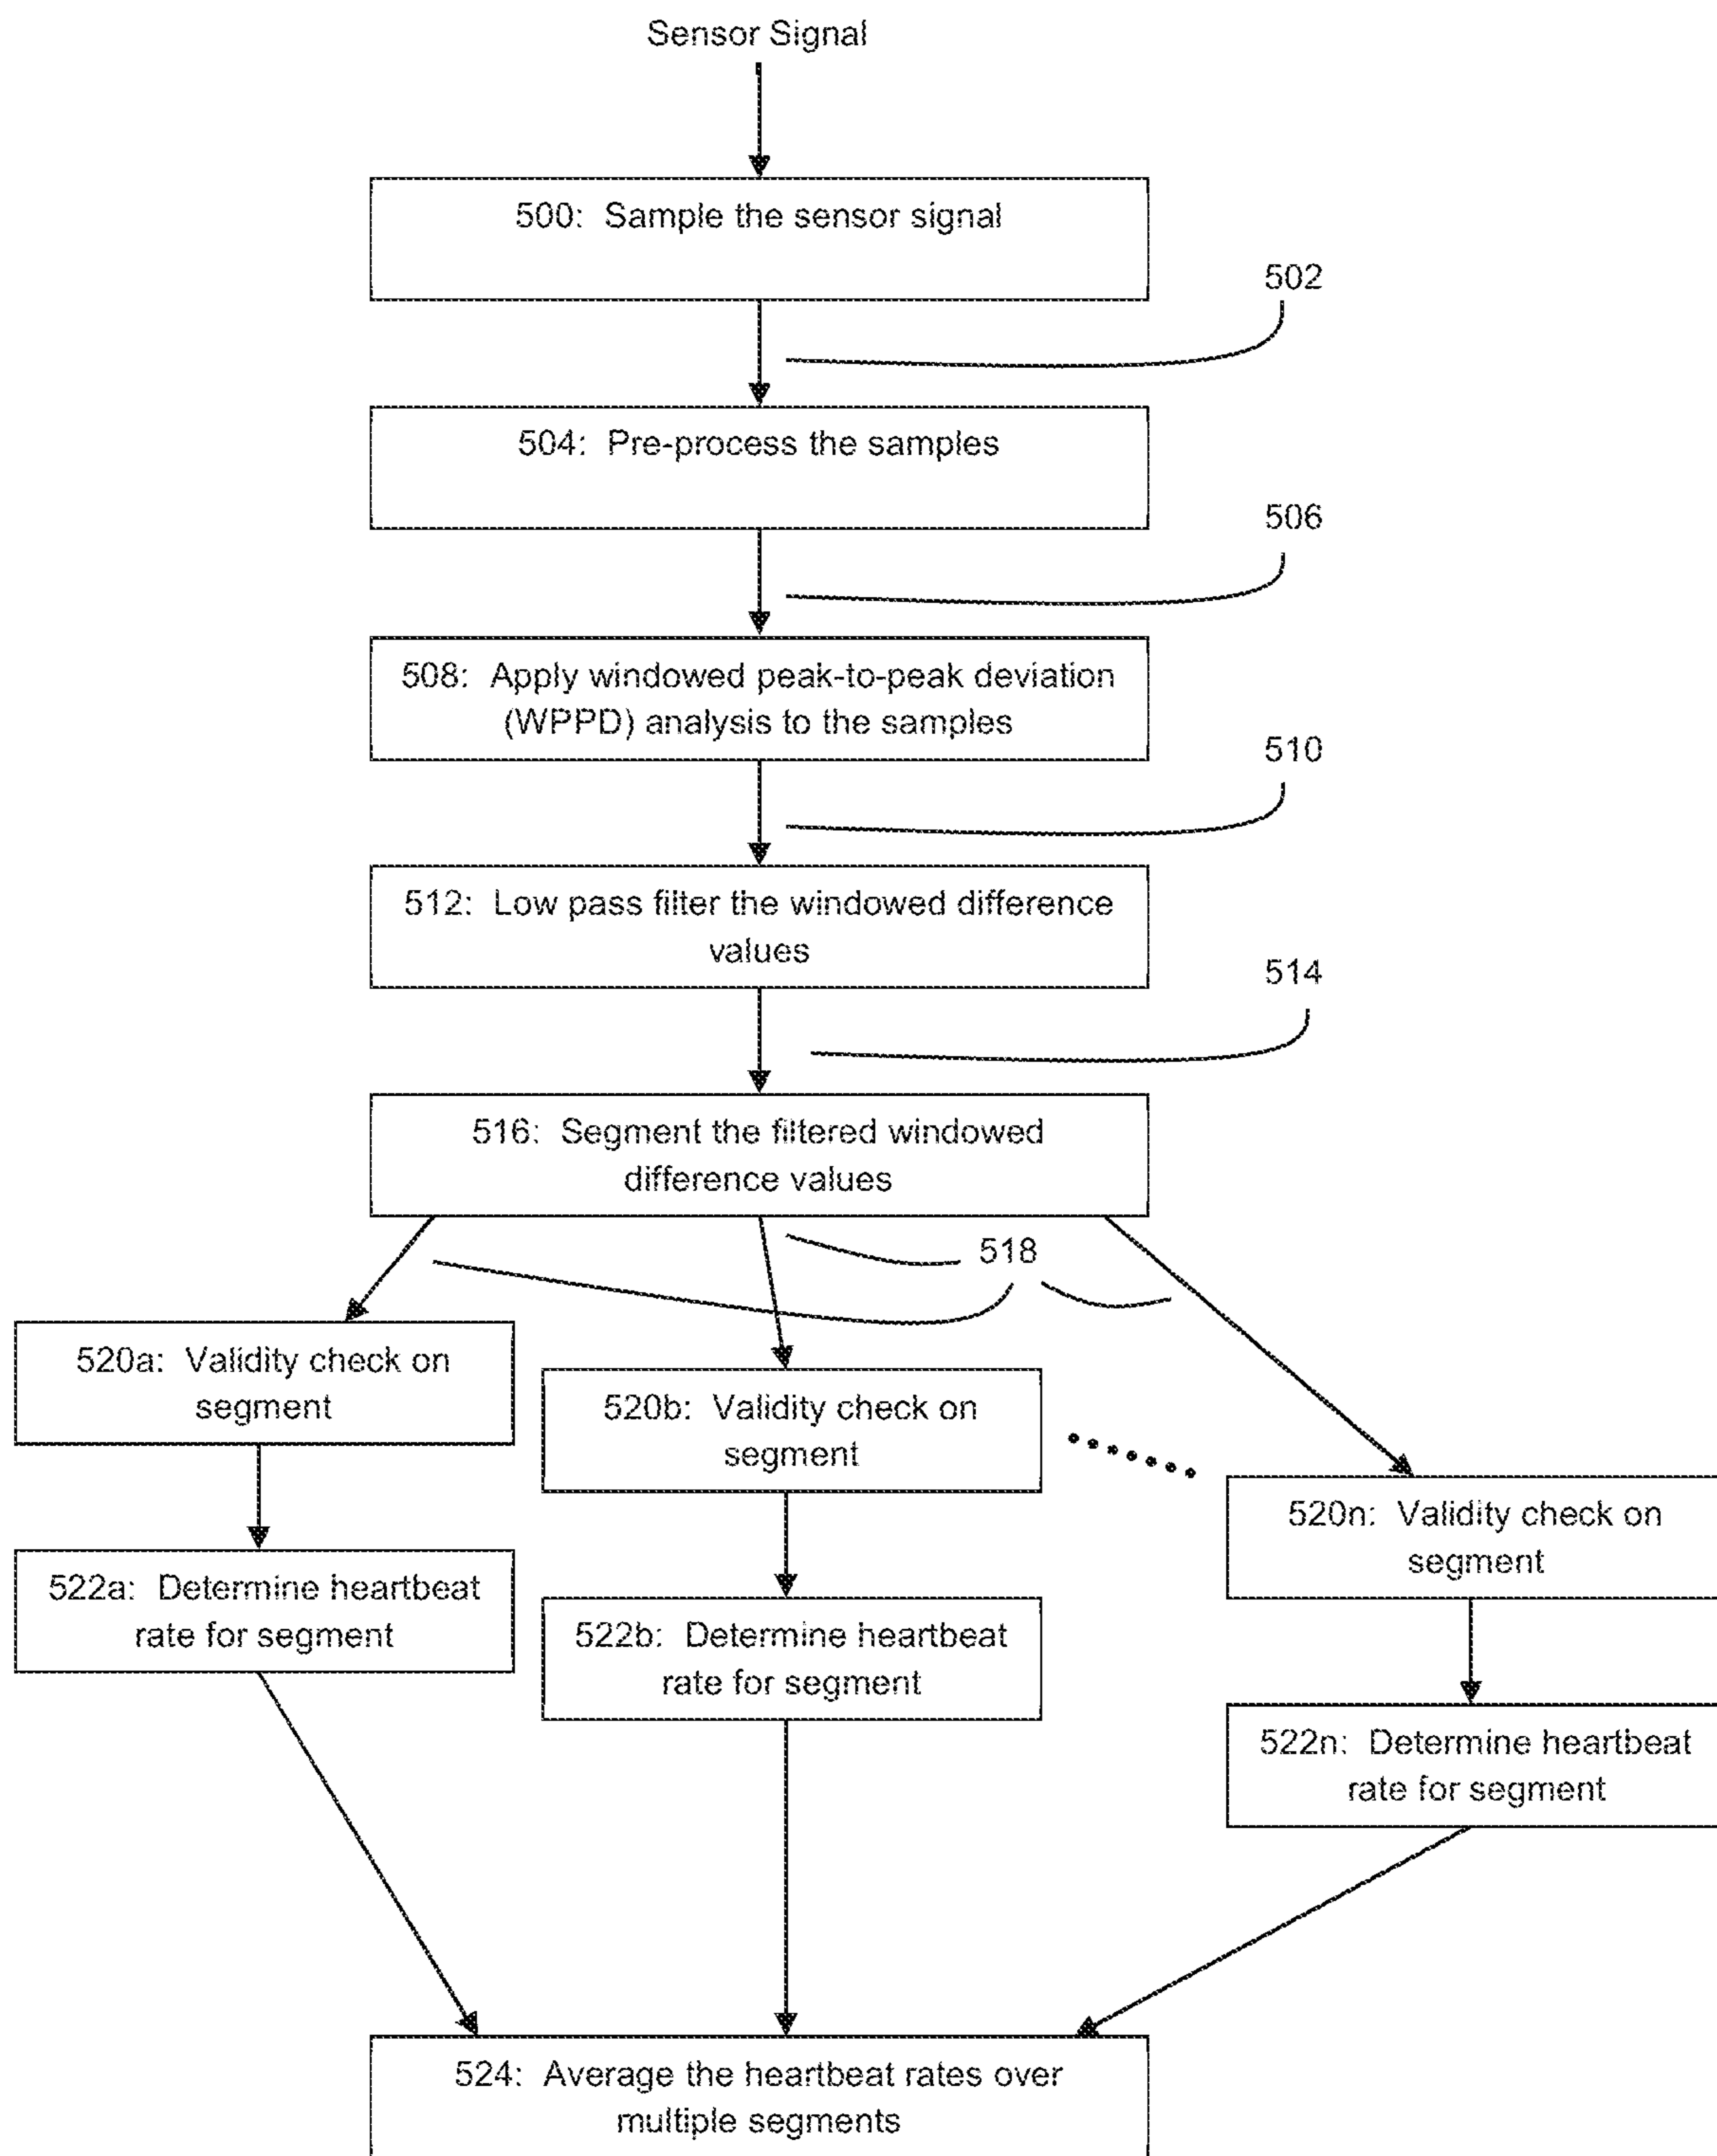 Sensor Signal
500: Sample the sensor signal
502
504: Pre-process the samples
506
508: Apply windowed peak-to-peak deviation
(WPPD) analysis to the samples
510
512: Low pass filter the windowed difference
values
514
516: Segment the filtered windowed
difference values
518
520a: Validity check on
segment
520b: Validity check on
segment
520n: Validity check on
segment
522a: Determine heartbeat
rate for segment
522b: Determine heartbeat
rate for segment
522n: Determine heartbeat
rate for segment
524: Average the heartbeat rates over
multiple segments